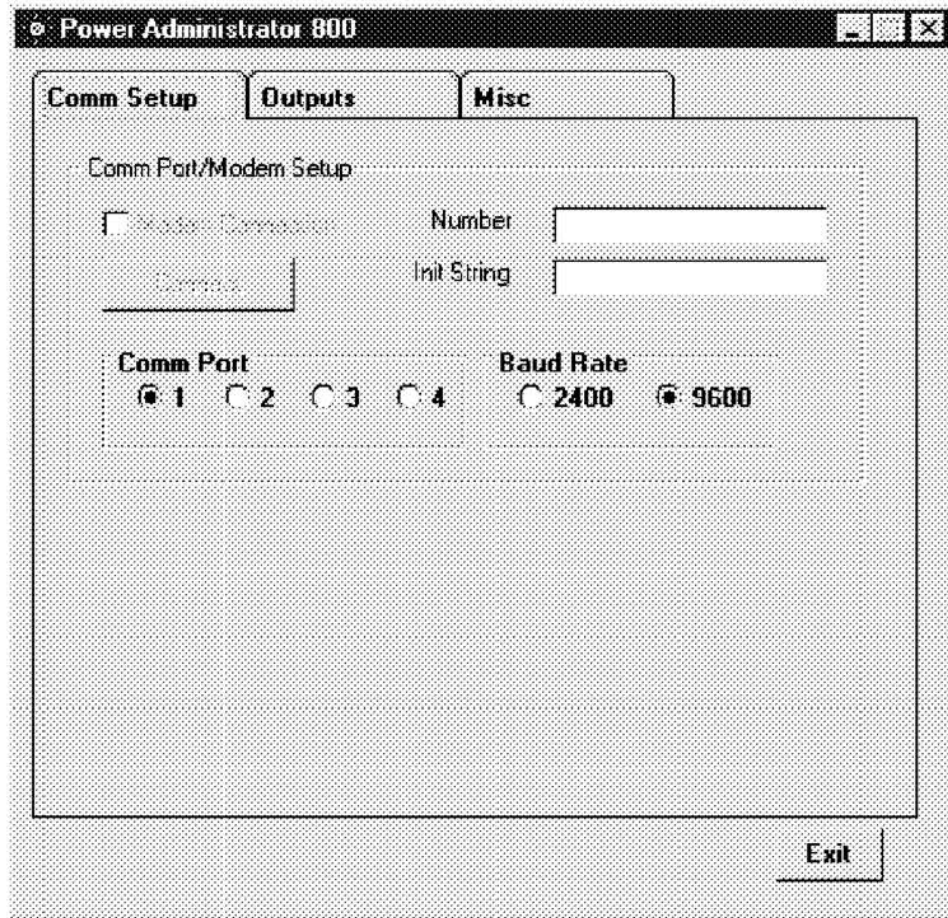 Power Administrator 800
Comm Setup Outputs Misc
Comm Port/Modem Setup
Number
Init String
Comm Port
1 2 3 4
Baud Rate
2400 9600
Exit